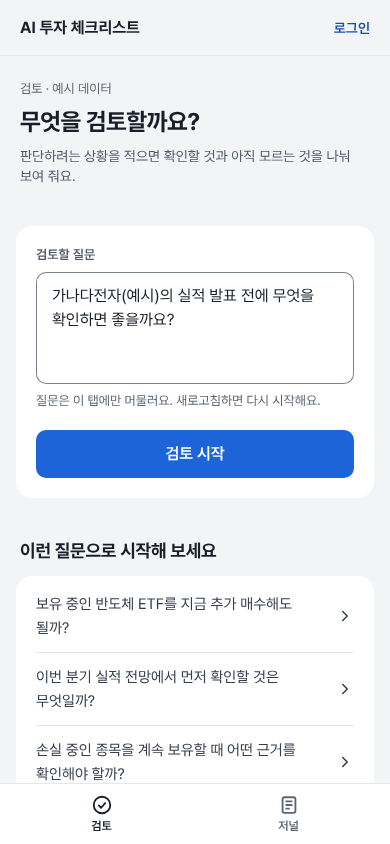 AI 투자 체크리스트
로그인
검토 · 예시 데이터
무엇을 검토할까요?
판단하려는 상황을 적으면 확인할 것과 아직 모르는 것을 나눠
보여 줘요.
검토할 질문
가나다전자(예시)의 실적 발표 전에 무엇을
확인하면 좋을까요?
질문은 이 탭에만 머물러요. 새로고침하면 다시 시작해요.
검토 시작
이런 질문으로 시작해 보세요
보유 중인 반도체 ETF를 지금 추가 매수해도
될까?
이번 분기 실적 전망에서 먼저 확인할 것은
무엇일까?
손실 중인 종목을 계속 보유할 때 어떤 근거를
확인해야 할까?
검토
저널